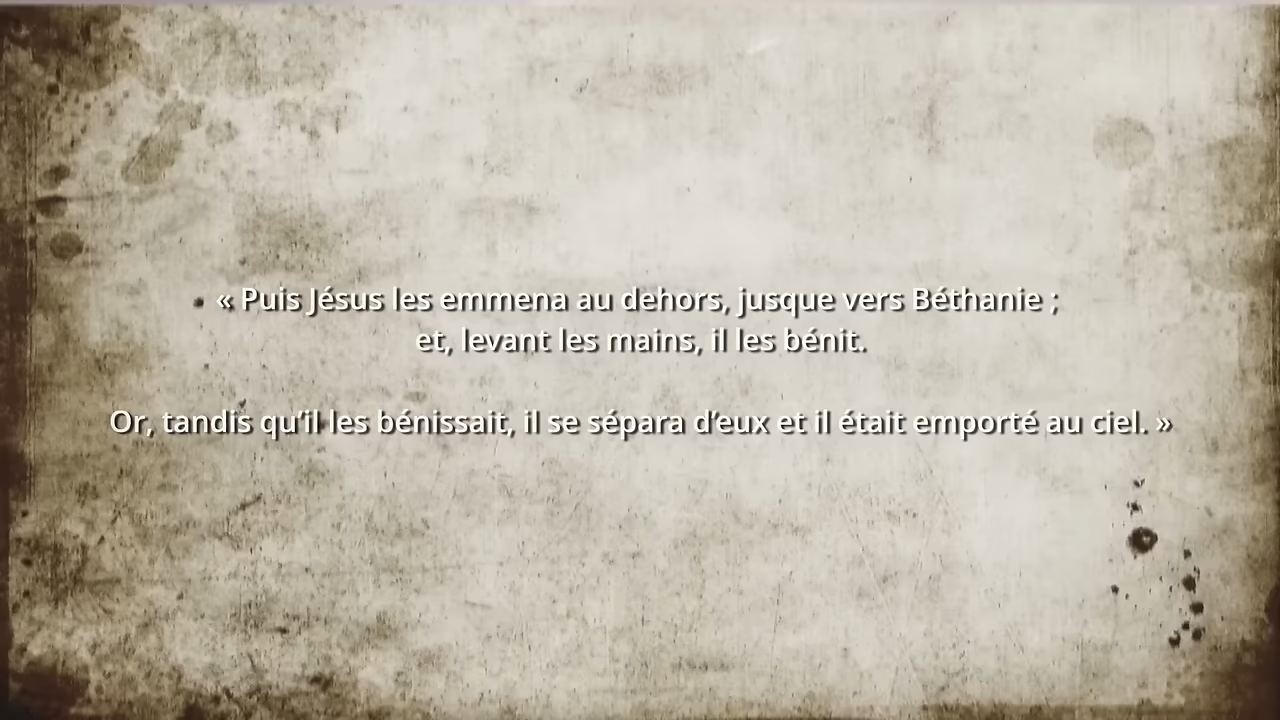 « Puis Jésus les emmena au dehors, jusque vers Béthanie ;
et, levant les mains, il les bénit.
Or, tandis qu’il les bénissait, il se sépara d’eux et il était emporté au ciel. »